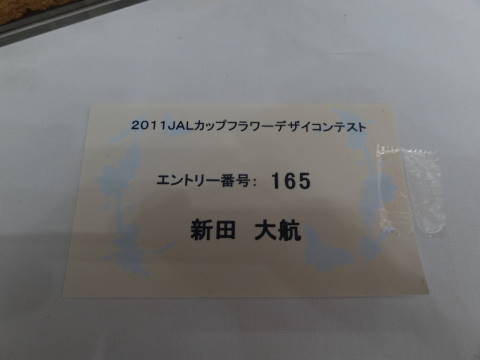 2011JALカップフラワーデザイコンテスト
エントリー番号： 165
新田　大航